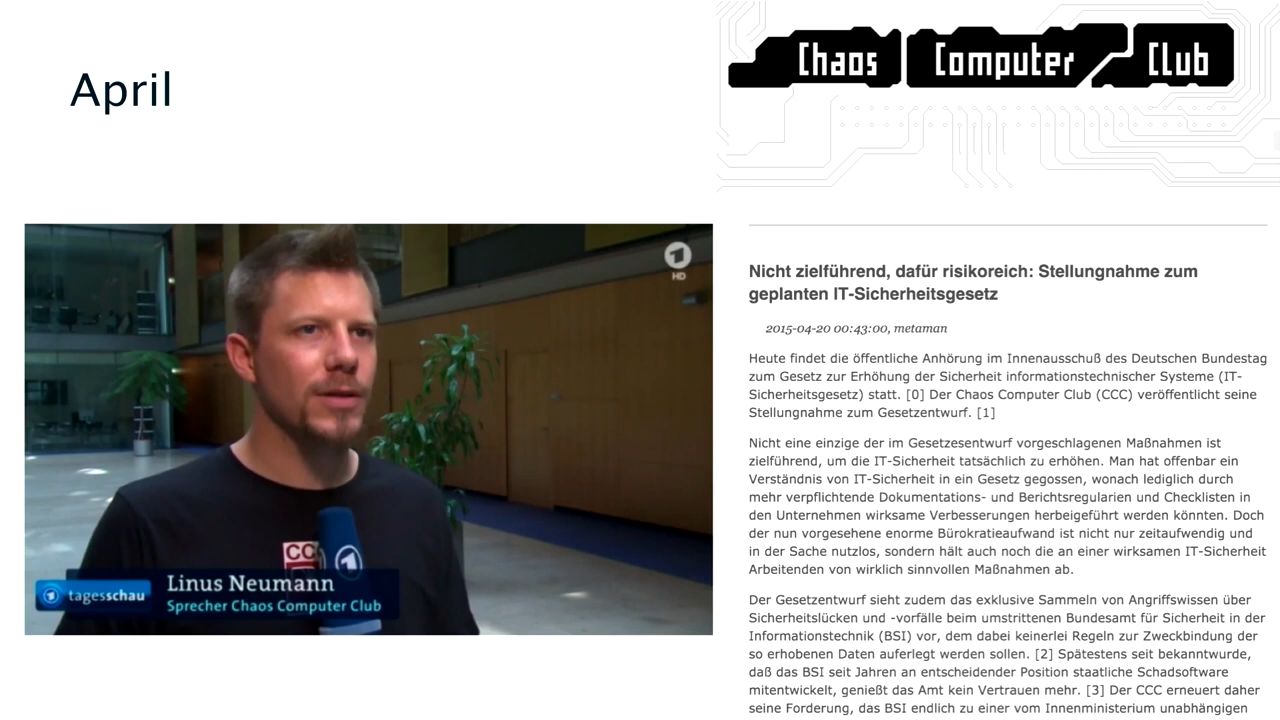 April
Chaos Computer Club
HD
CC
tagesschau
Linus Neumann
Sprecher Chaos Computer Club
Nicht zielführend, dafür risikoreich: Stellungnahme zum
geplanten IT-Sicherheitsgesetz
2015-04-20 00:43:00, metaman
Heute findet die öffentliche Anhörung im Innenausschuß des Deutschen Bundestag
zum Gesetz zur Erhöhung der Sicherheit informationstechnischer Systeme (IT-
Sicherheitsgesetz) statt. [0] Der Chaos Computer Club (CCC) veröffentlicht seine
Stellungnahme zum Gesetzentwurf. [1]
Nicht eine einzige der im Gesetzesentwurf vorgeschlagenen Maßnahmen ist
zielführend, um die IT-Sicherheit tatsächlich zu erhöhen. Man hat offenbar ein
Verständnis von IT-Sicherheit in ein Gesetz gegossen, wonach lediglich durch
mehr verpflichtende Dokumentations- und Berichtsregularien und Checklisten in
den Unternehmen wirksame Verbesserungen herbeigeführt werden könnten. Doch
der nun vorgesehene enorme Bürokratieaufwand ist nicht nur zeitaufwendig und
in der Sache nutzlos, sondern hält auch noch die an einer wirksamen IT-Sicherheit
Arbeitenden von wirklich sinnvollen Maßnahmen ab.
Der Gesetzentwurf sieht zudem das exklusive Sammeln von Angriffswissen über
Sicherheitslücken und -vorfälle beim umstrittenen Bundesamt für Sicherheit in der
Informationstechnik (BSI) vor, dem dabei keinerlei Regeln zur Zweckbindung der
so erhobenen Daten auferlegt werden sollen. [2] Spätestens seit bekanntwurde,
daß das BSI seit Jahren an entscheidender Position staatliche Schadsoftware
mitentwickelt, genießt das Amt kein Vertrauen mehr. [3] Der CCC erneuert daher
seine Forderung, das BSI endlich zu einer vom Innenministerium unabhängigen